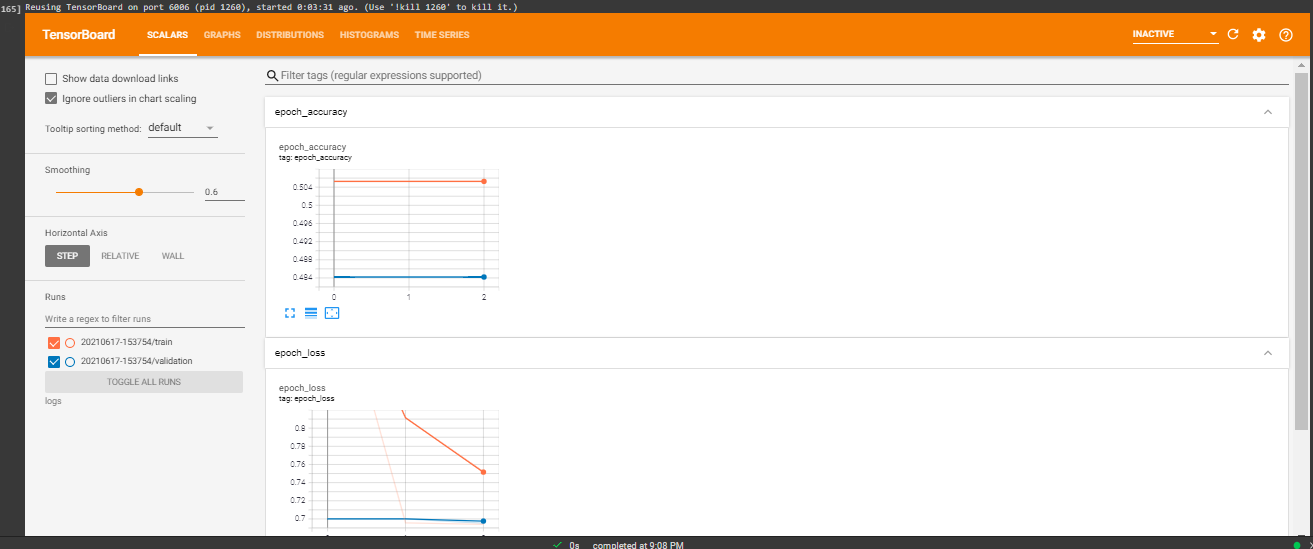 165] Reusing TensorBoard on port 6006 (pid 1260), started 0:03:31 ago. (Use '!kill 1260' to kill it.)
TensorBoard SCALARS GRAPHS DISTRIBUTIONS HISTOGRAMS TIME SERIES INACTIVE
Show data download links
Ignore outliers in chart scaling
Tooltip sorting method: default
Smoothing
0.6
Horizontal Axis
STEP RELATIVE WALL
Runs
Write a regex to filter runs
20210617-153754/train
20210617-153754/validation
TOGGLE ALL RUNS
logs
Filter tags (regular expressions supported)
epoch_accuracy
epoch_accuracy
tag: epoch_accuracy
0.504
0.5
0.496
0.492
0.488
0.484
0 1 2
epoch_loss
epoch_loss
tag: epoch_loss
0.8
0.78
0.76
0.74
0.72
0.7
0s completed at 9:08 PM